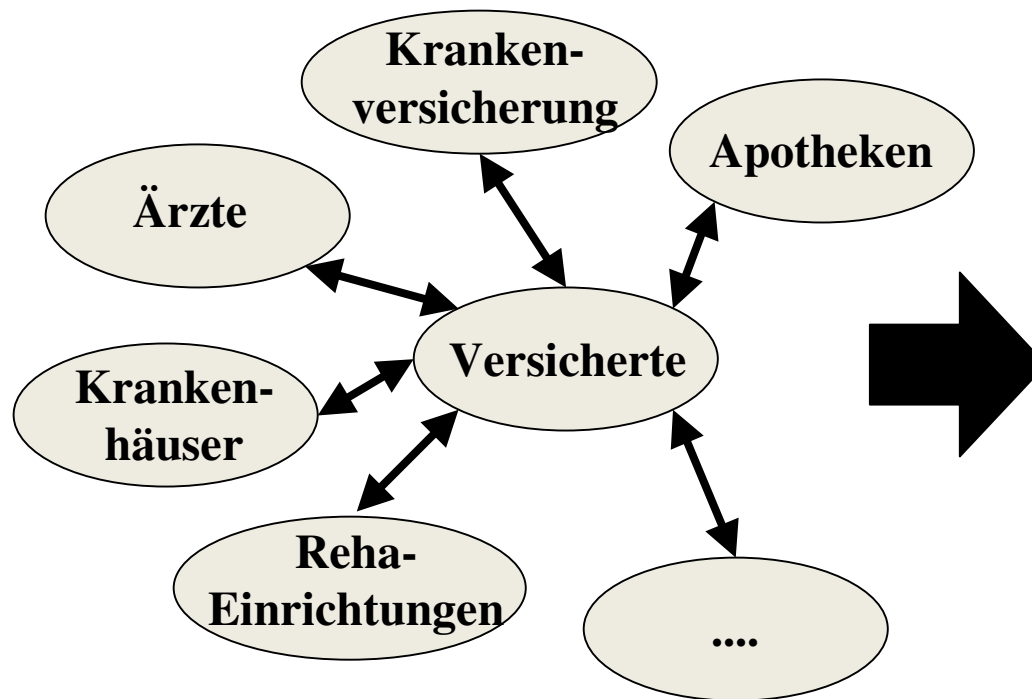 Kranken-
versicherung
Apotheken
Ärzte
Versicherte
Kranken-
häuser
Reha-
Einrichtungen
....